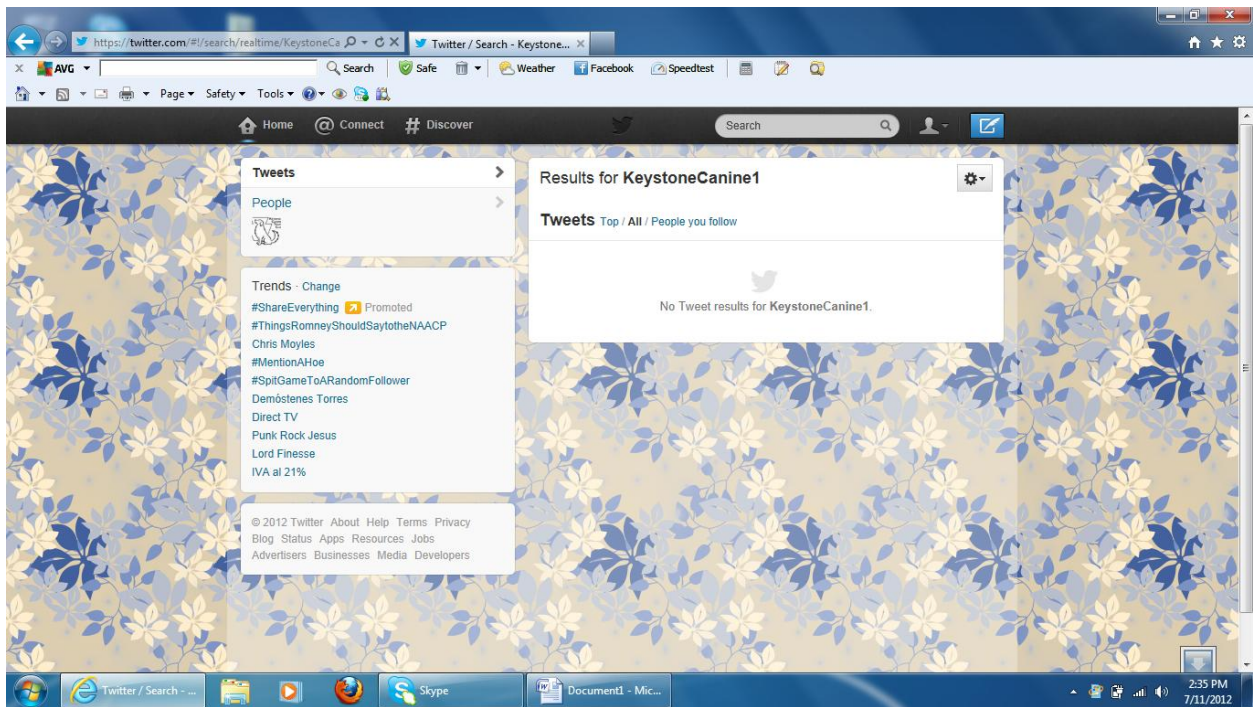 https://twitter.com/#!/search/realtime/KeystoneCa
Twitter / Search - Keystone...
AVG
Search Safe Weather Facebook Speedtest
Page Safety Tools
Home @ Connect # Discover Search
Tweets
People
Trends · Change
#ShareEverything Promoted
#ThingsRomneyShouldSaytotheNAACP
Chris Moyles
#MentionAHoe
#SpitGameToARandomFollower
Demóstenes Torres
Direct TV
Punk Rock Jesus
Lord Finesse
IVA al 21%
© 2012 Twitter About Help Terms Privacy
Blog Status Apps Resources Jobs
Advertisers Businesses Media Developers
Results for KeystoneCanine1
Tweets Top / All / People you follow
No Tweet results for KeystoneCanine1.
Twitter / Search - ... Skype Document1 - Mic... 2:35 PM
7/11/2012